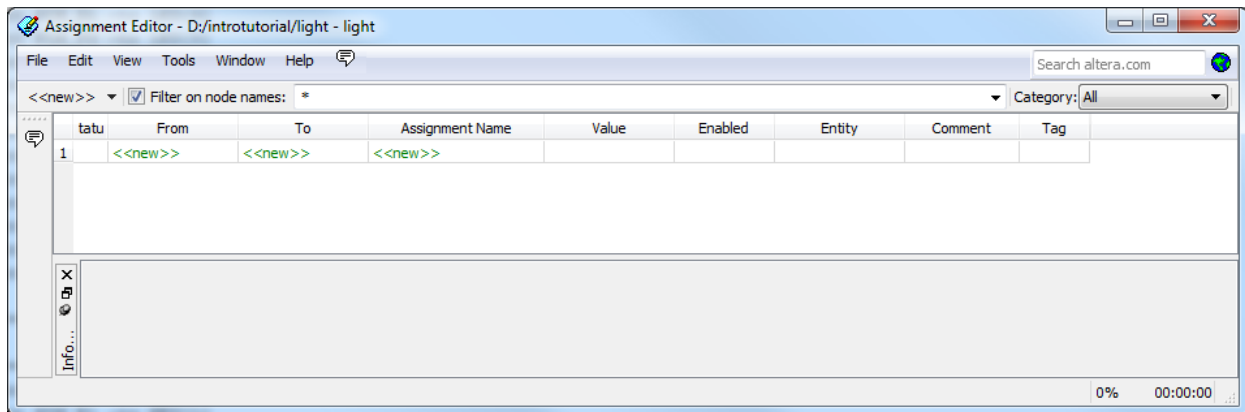 Assignment Editor - D:/introtutorial/light - light
File Edit View Tools Window Help Search altera.com
<<new>> Filter on node names: * Category: All
tatu From To Assignment Name Value Enabled Entity Comment Tag
1 <<new>> <<new>> <<new>>
Info...
0% 00:00:00